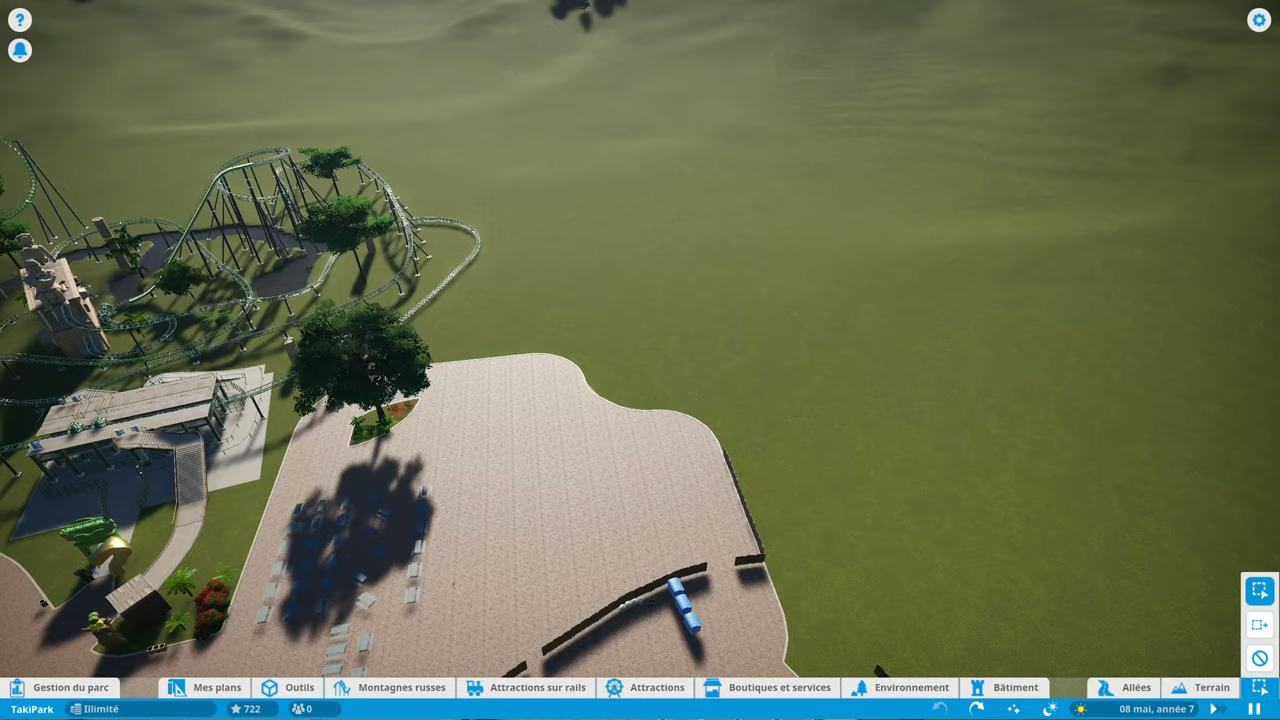 ?
Gestion du parc
Mes plans
Outils
Montagnes russes
Attractions sur rails
Attractions
Boutiques et services
Environnement
Bâtiment
Allées
Terrain
TakiPark
Illimité
722
0
08 mai, année 7